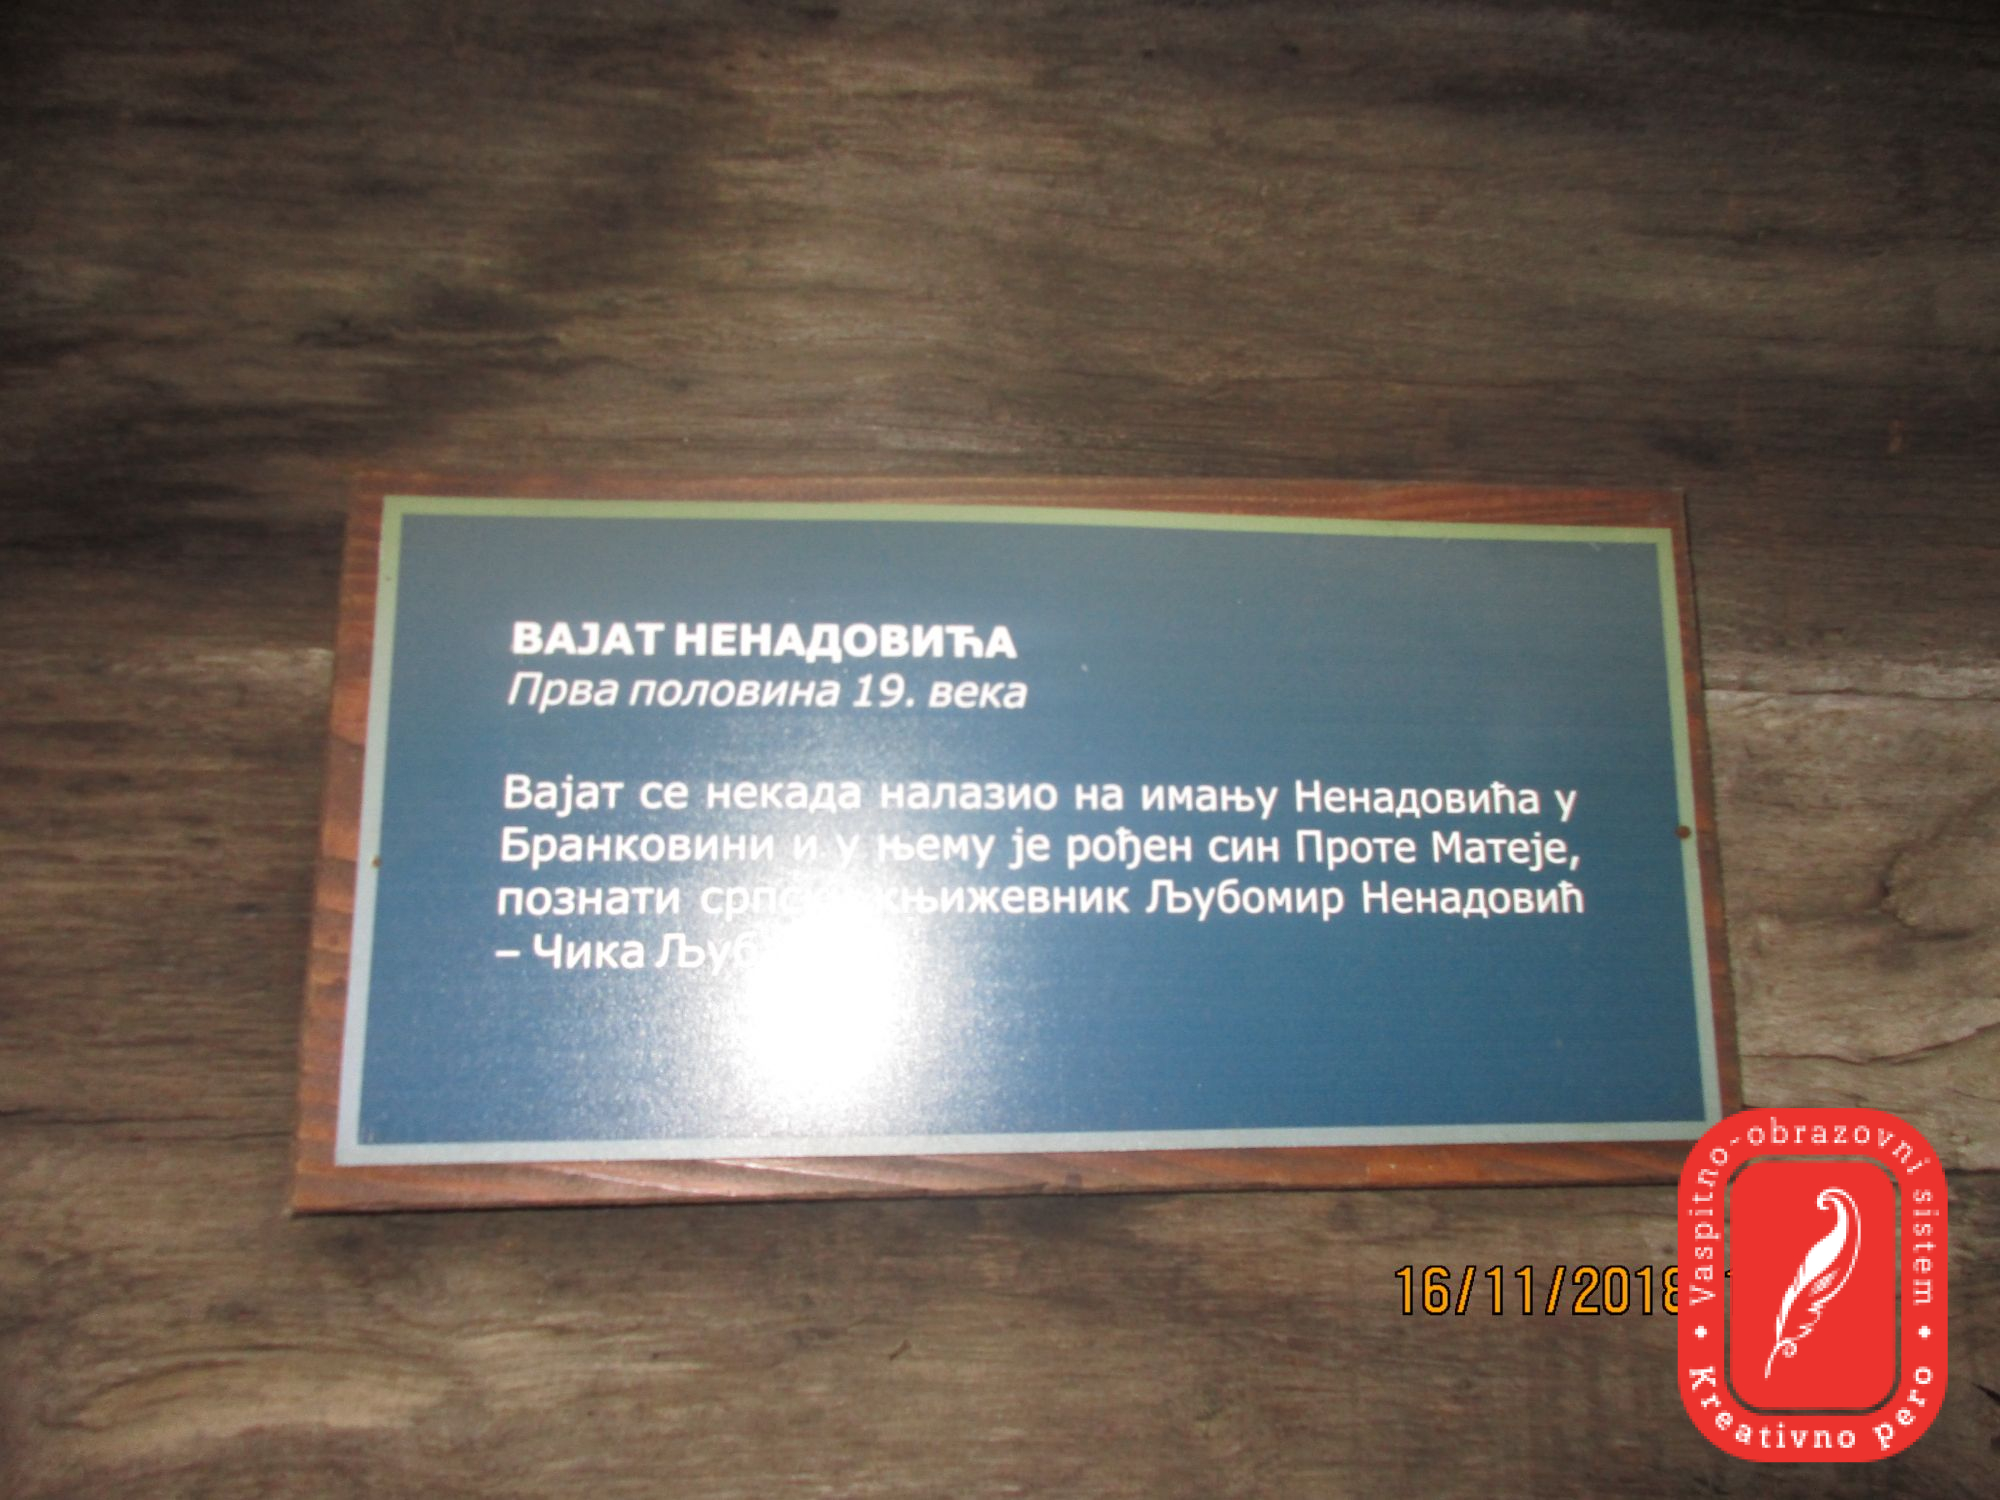 ВАЈАТ НЕНАДОВИЋА
Прва половина 19. века
Вајат се некада налазио на имању Ненадовића у
Бранковини и у њему је рођен син Проте Матеје,
познати књижевник Љубомир Ненадовић
– Чика
16/11/2018
Vaspitno-obrazovni sistem
Kreativno pero